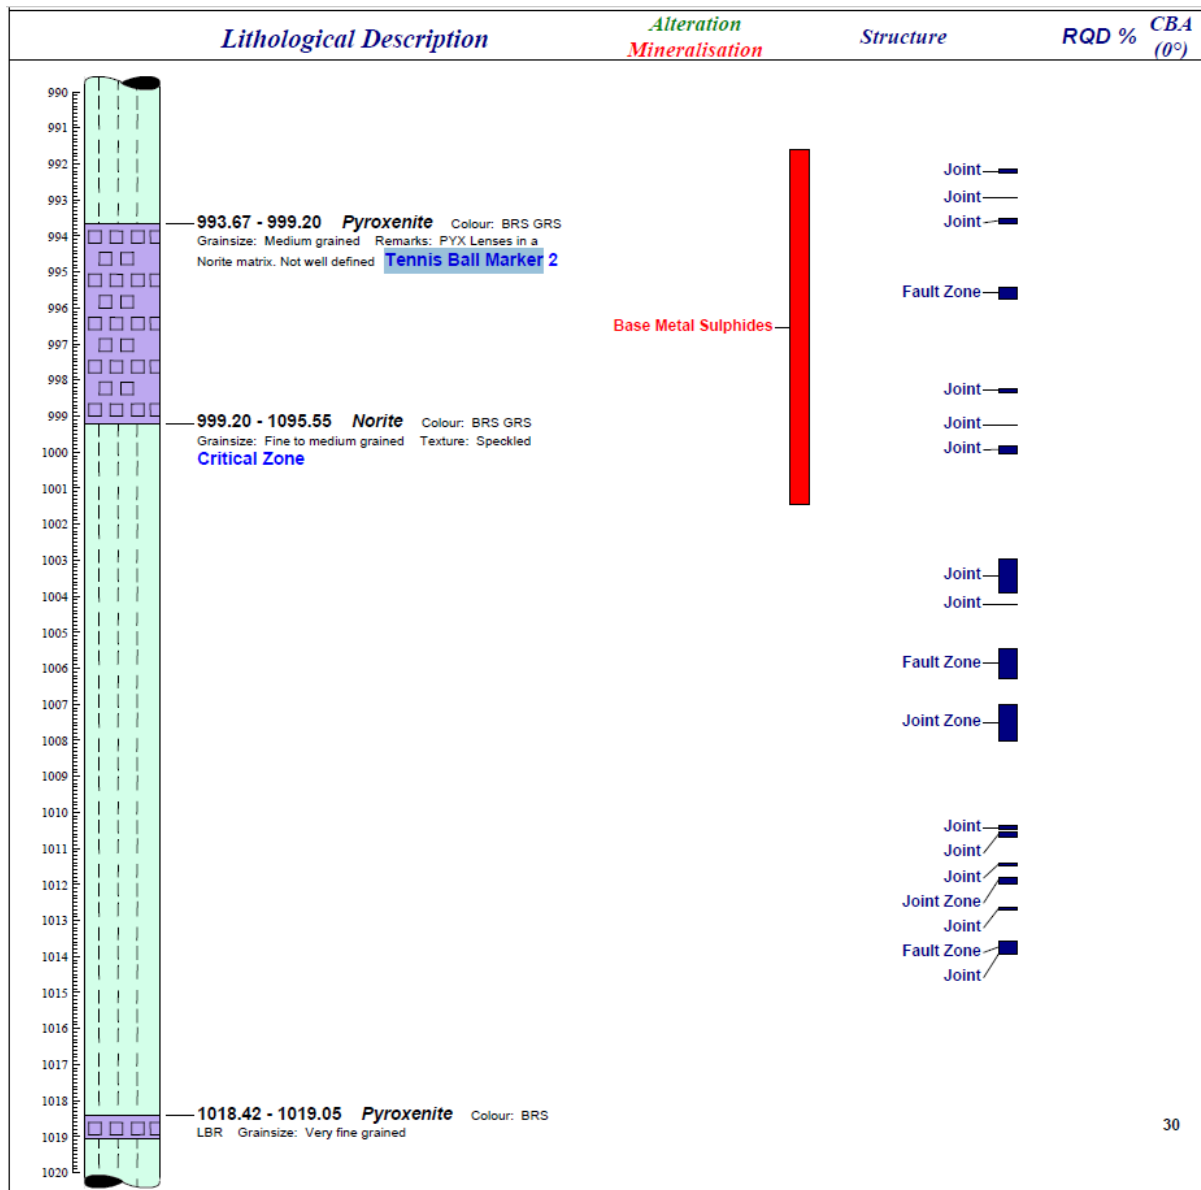 Lithological Description
Alteration
Mineralisation
Structure
RQD %
CBA
(0°)
990
991
992
993
994
995
996
997
998
999
1000
1001
1002
1003
1004
1005
1006
1007
1008
1009
1010
1011
1012
1013
1014
1015
1016
1017
1018
1019
1020
993.67 - 999.20 Pyroxenite Colour: BRS GRS
Grainsize: Medium grained Remarks: PYX Lenses in a
Norite matrix. Not well defined Tennis Ball Marker 2
999.20 - 1095.55 Norite Colour: BRS GRS
Grainsize: Fine to medium grained Texture: Speckled
Critical Zone
1018.42 - 1019.05 Pyroxenite Colour: BRS
LBR Grainsize: Very fine grained
Base Metal Sulphides
Joint
Joint
Joint
Fault Zone
Joint
Joint
Joint
Joint
Joint
Fault Zone
Joint Zone
Joint
Joint
Joint
Joint Zone
Joint
Fault Zone
Joint
30